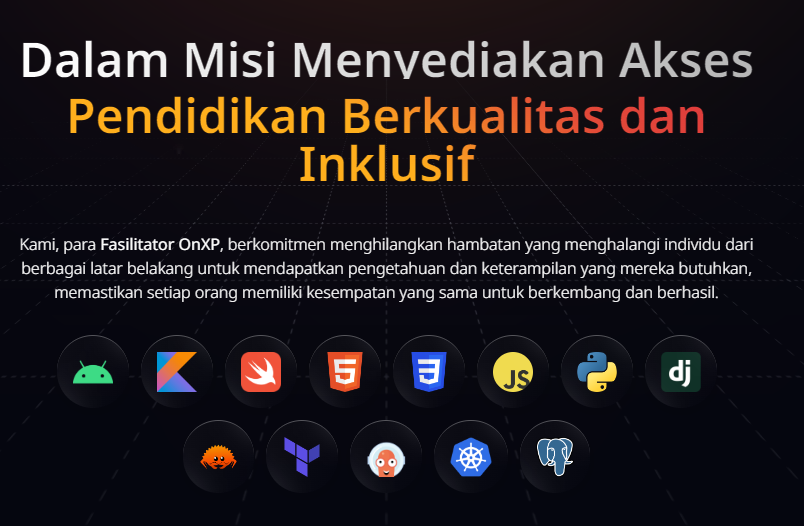 Dalam Misi Menyediakan Akses
Pendidikan Berkualitas dan
Inklusif
Kami, para Fasilitator OnXP, berkomitmen menghilangkan hambatan yang menghalangi individu dari
berbagai latar belakang untuk mendapatkan pengetahuan dan keterampilan yang mereka butuhkan,
memastikan setiap orang memiliki kesempatan yang sama untuk berkembang dan berhasil.
5
3
JS
dj